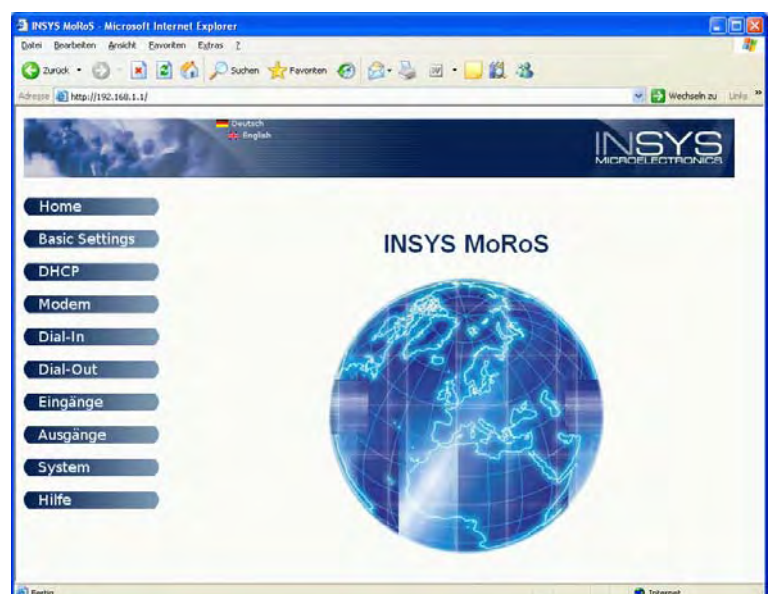 INSYS MoRoS - Microsoft Internet Explorer
Datei Bearbeiten Ansicht Favoriten Extras ?
Zurück Suchen Favoriten
Adresse http://192.168.1.1/ Wechseln zu Links »
Deutsch
English
INSYS
MICROELECTRONICS
Home
Basic Settings
DHCP
Modem
Dial-In
Dial-Out
Eingänge
Ausgänge
System
Hilfe
INSYS MoRoS
Fertig Internet